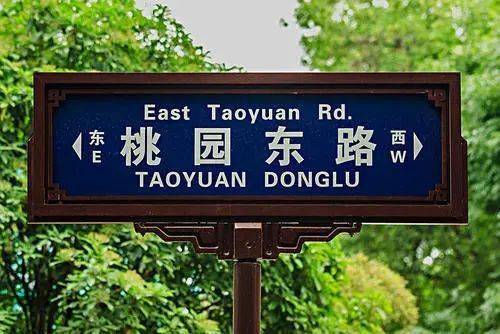 East Taoyuan Rd.
东 桃园东路 西
E W
TAOYUAN DONGLU